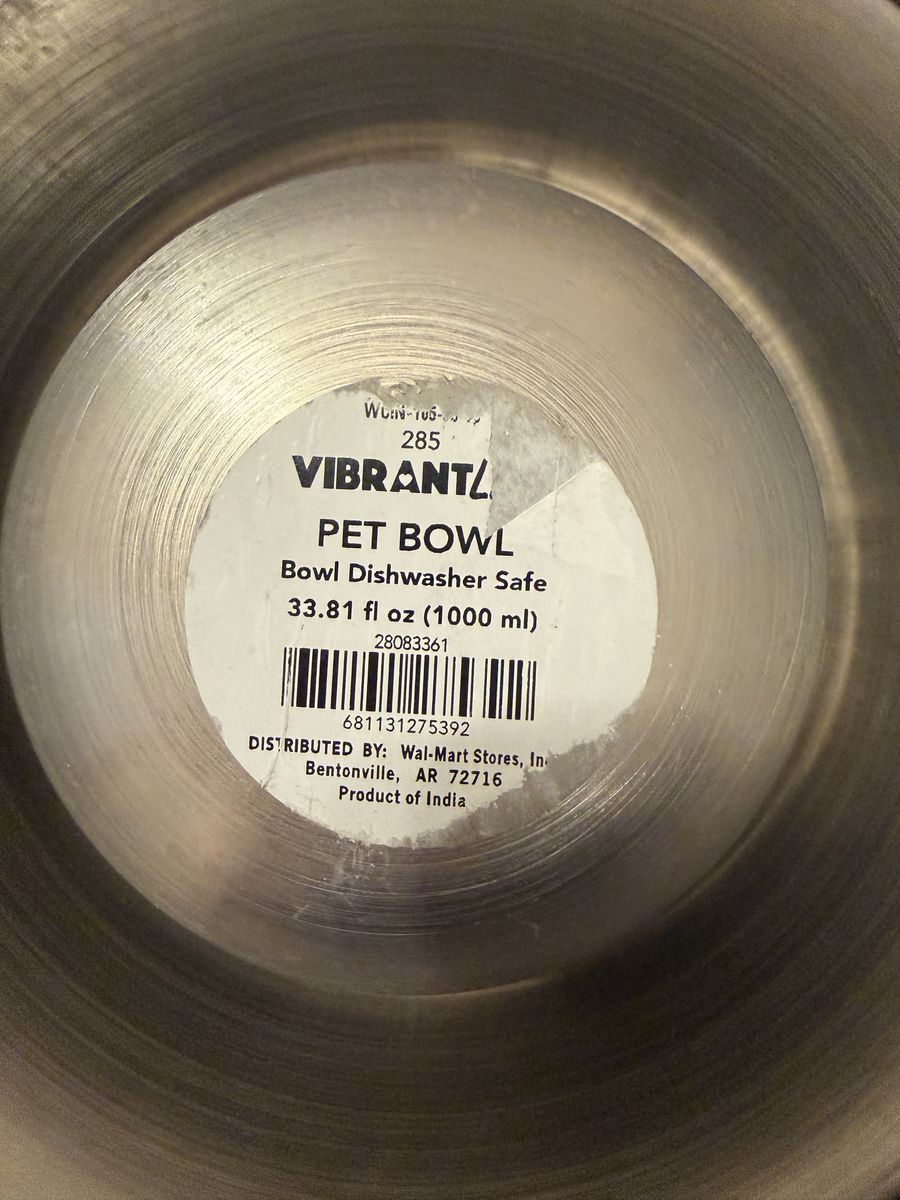 285
VIBRANT
PET BOWL
Bowl Dishwasher Safe
33.81 fl oz (1000 ml)
28083361
681131275392
DISTRIBUTED BY: Wal-Mart Stores, In
Bentonville, AR 72716
Product of India